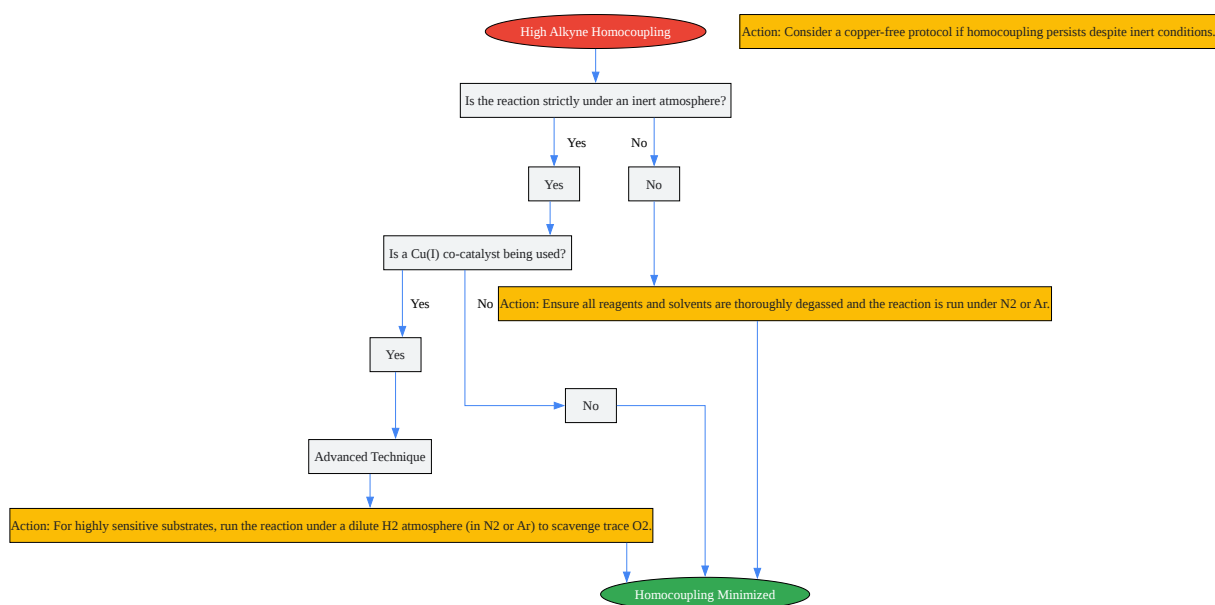 High Alkyne Homocoupling
Action: Consider a copper-free protocol if homocoupling persists despite inert conditions.
Is the reaction strictly under an inert atmosphere?
Yes
No
Yes
No
Is a Cu(I) co-catalyst being used?
Yes
No
Action: Ensure all reagents and solvents are thoroughly degassed and the reaction is run under N2 or Ar.
Yes
No
Advanced Technique
Action: For highly sensitive substrates, run the reaction under a dilute H2 atmosphere (in N2 or Ar) to scavenge trace O2.
Homocoupling Minimized